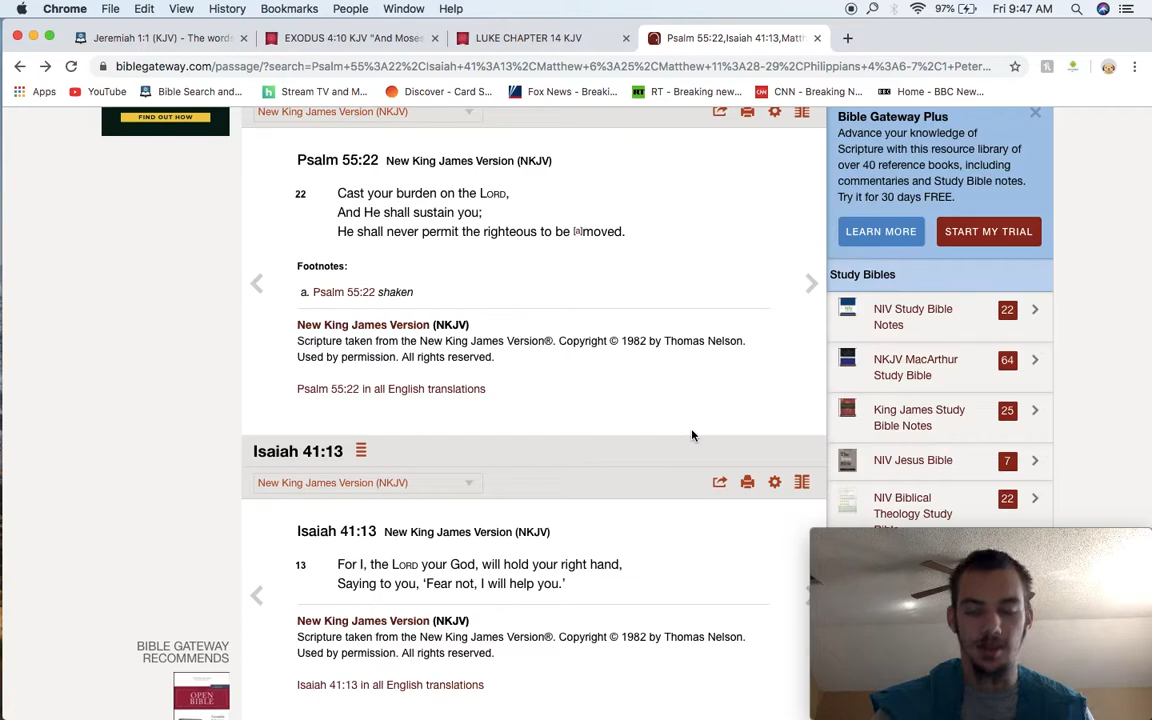 Chrome File Edit View History Bookmarks People Window Help 97% Fri 9:47 AM
Jeremiah 1:1 (KJV) - The words × EXODUS 4:10 KJV "And Moses × LUKE CHAPTER 14 KJV × Psalm 55:22,Isaiah 41:13,Matth × +
biblegateway.com/passage/?search=Psalm+55%3A22%2CIsaiah+41%3A13%2CMatthew+6%3A25%2CMatthew+11%3A28-29%2CPhilippians+4%3A6-7%2C1+Peter...
Apps YouTube Bible Search and... Stream TV and M... Discover - Card S... Fox News - Breaki... RT - Breaking new... CNN - Breaking N... BBC Home - BBC New...
FIND OUT HOW
New King James Version (NKJV)
Psalm 55:22 New King James Version (NKJV)
22 Cast your burden on the LORD,
And He shall sustain you;
He shall never permit the righteous to be [a]moved.
Footnotes:
a. Psalm 55:22 shaken
New King James Version (NKJV)
Scripture taken from the New King James Version®. Copyright © 1982 by Thomas Nelson.
Used by permission. All rights reserved.
Psalm 55:22 in all English translations
Isaiah 41:13
New King James Version (NKJV)
Isaiah 41:13 New King James Version (NKJV)
13 For I, the LORD your God, will hold your right hand,
Saying to you, ‘Fear not, I will help you.’
New King James Version (NKJV)
Scripture taken from the New King James Version®. Copyright © 1982 by Thomas Nelson.
Used by permission. All rights reserved.
Isaiah 41:13 in all English translations
BIBLE GATEWAY
RECOMMENDS
OPEN
BIBLE
Bible Gateway Plus
Advance your knowledge of
Scripture with this resource library of
over 40 reference books, including
commentaries and Study Bible notes.
Try it for 30 days FREE.
LEARN MORE START MY TRIAL
Study Bibles
NIV Study Bible
Notes
22
NKJV MacArthur
Study Bible
64
King James Study
Bible Notes
25
NIV Jesus Bible
7
NIV Biblical
Theology Study
22